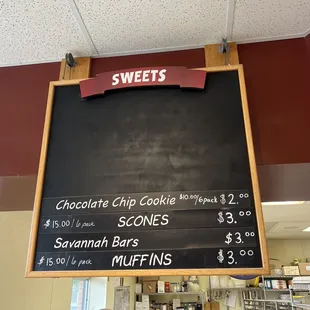 SWEETS
Chocolate Chip Cookie $10.00/6pack $2.00
$15.00/6 pack SCONES $3.00
Savannah Bars $3.00
$15.00/6 pack MUFFINS $3.00